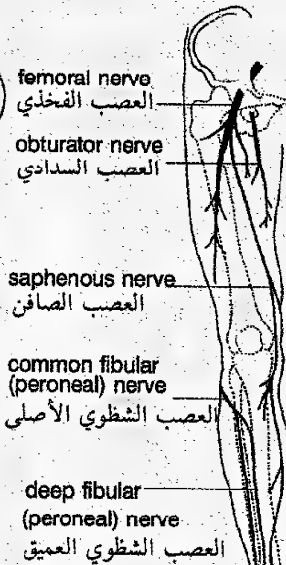 femoral nerve
العصب الفخذي
obturator nerve
العصب السدادي
saphenous nerve
العصب الصافن
common fibular
(peroneal) nerve
العصب الشظوي الأصلي
deep fibular
(peroneal) nerve
العصب الشظوي العميق